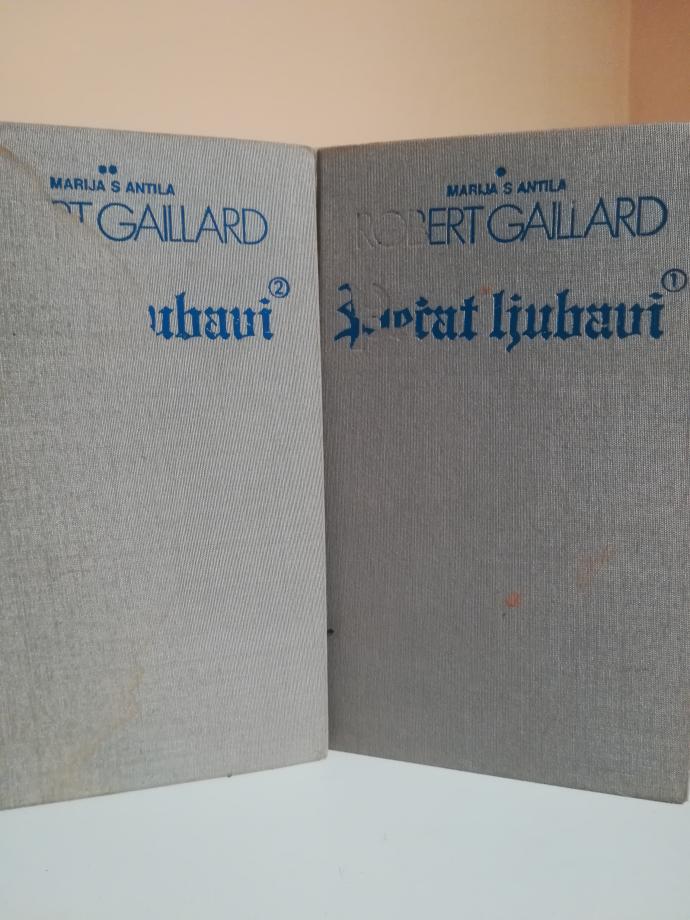 MARIJA S ANTILA
RT GAILLARD
ubavi 2
MARIJA S ANTILA
ROBERT GAILLARD
ljubavi 1